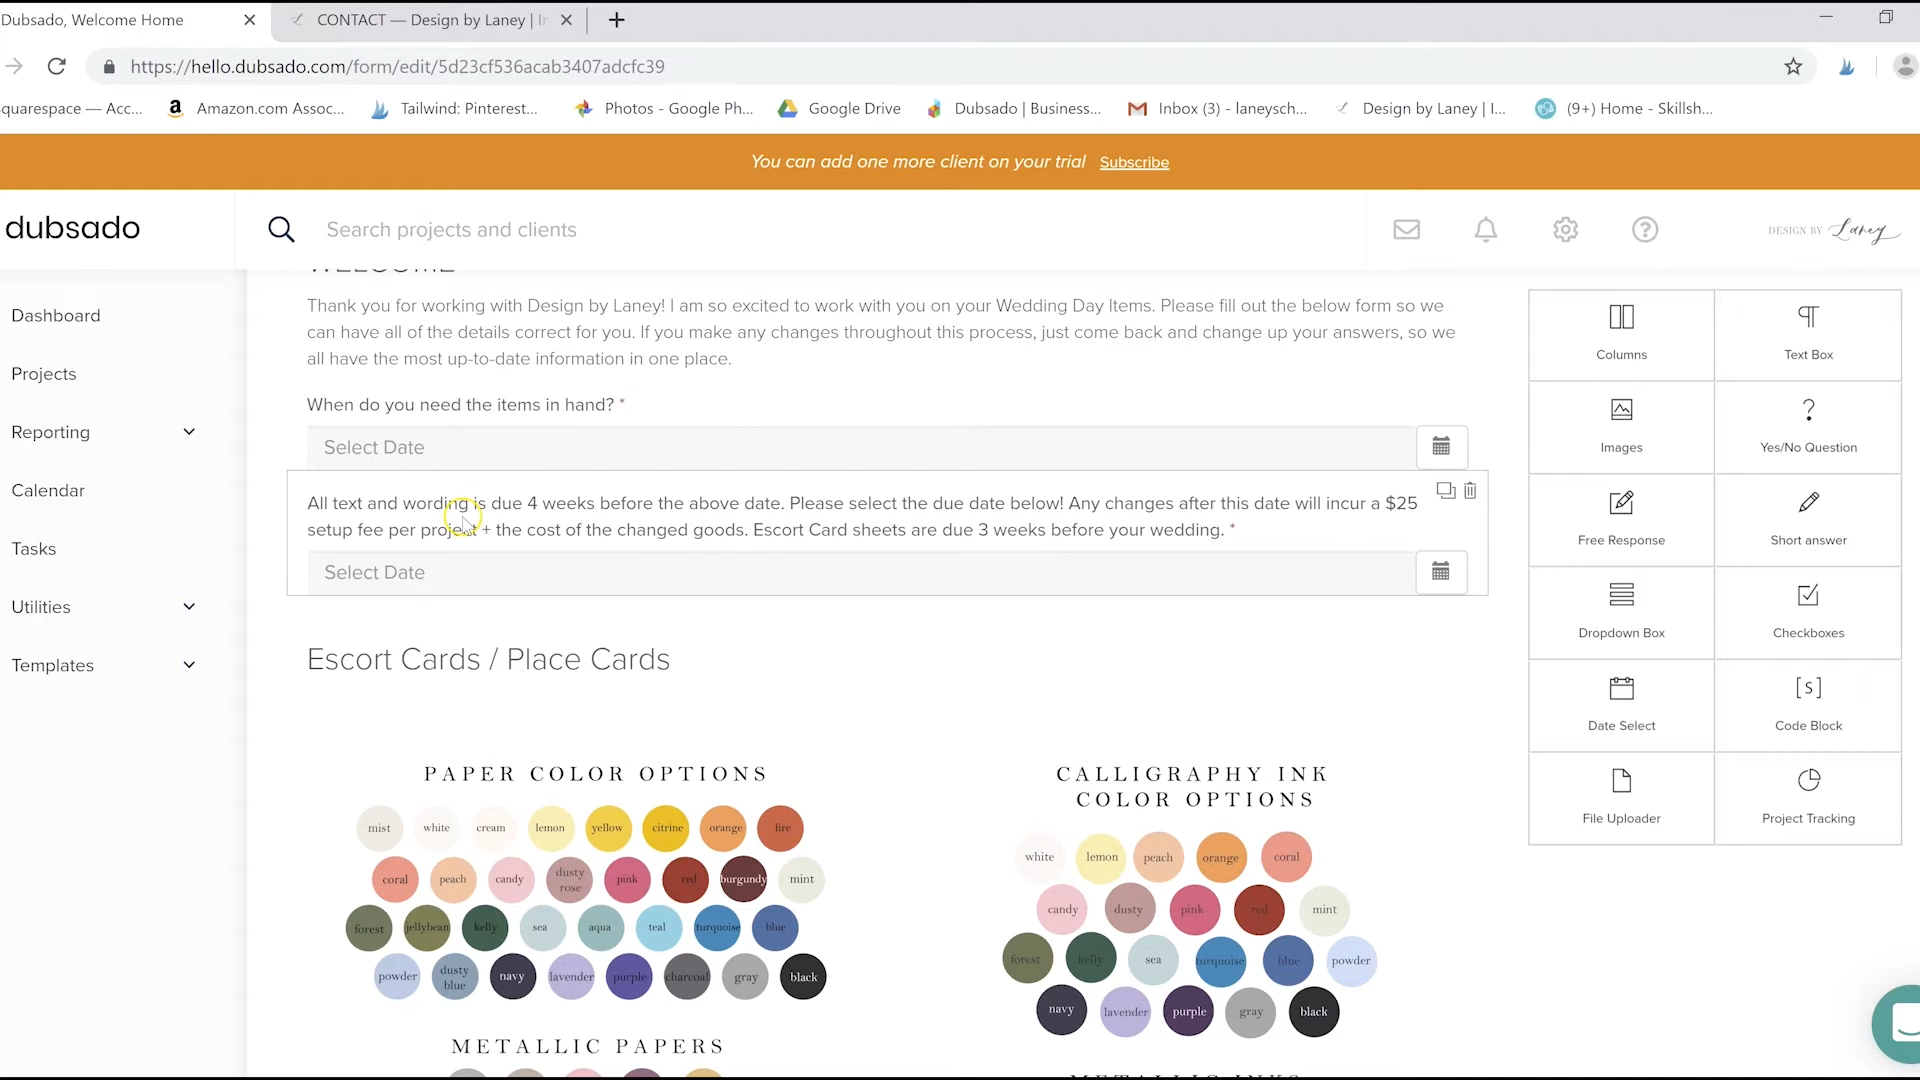 Dubsado, Welcome Home
CONTACT — Design by Laney | In
https://hello.dubsado.com/form/edit/5d23cf536acab3407adcfc39
quarespace — Acc...
Amazon.com Assoc...
Tailwind: Pinterest...
Photos - Google Ph...
Google Drive
Dubsado | Business...
Inbox (3) - laneysch...
Design by Laney | I...
(9+) Home - Skillsh...
You can add one more client on your trial Subscribe
dubsado
Search projects and clients
DESIGN BY Laney
Dashboard
Projects
Reporting
Calendar
Tasks
Utilities
Templates
WELCOME
Thank you for working with Design by Laney! I am so excited to work with you on your Wedding Day Items. Please fill out the below form so we
can have all of the details correct for you. If you make any changes throughout this process, just come back and change up your answers, so we
all have the most up-to-date information in one place.
When do you need the items in hand? *
Select Date
All text and wording is due 4 weeks before the above date. Please select the due date below! Any changes after this date will incur a $25
setup fee per project + the cost of the changed goods. Escort Card sheets are due 3 weeks before your wedding. *
Select Date
Escort Cards / Place Cards
PAPER COLOR OPTIONS
mist white cream lemon yellow citrine orange fire
coral peach candy dusty rose pink red burgundy mint
forest jellybean kelly sea aqua teal turquoise blue
powder dusty blue navy lavender purple charcoal gray black
METALLIC PAPERS
CALLIGRAPHY INK
COLOR OPTIONS
white lemon peach orange coral
candy dusty pink red mint
forest kelly sea turquoise blue powder
navy lavender purple gray black
METALLIC INKS
Columns
Text Box
Images
Yes/No Question
Free Response
Short answer
Dropdown Box
Checkboxes
Date Select
[s]
Code Block
File Uploader
Project Tracking